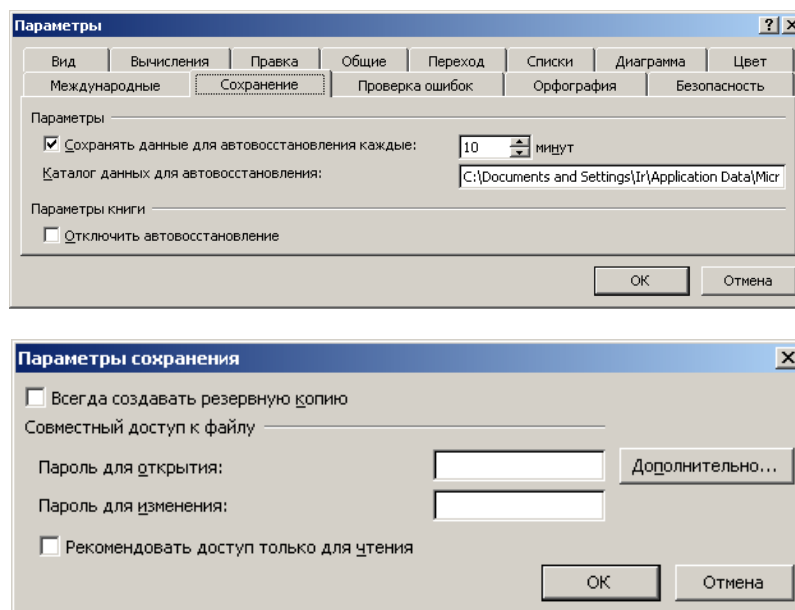 Параметры
Вид Вычисления Правка Общие Переход Списки Диаграмма Цвет
Международные Сохранение Проверка ошибок Орфография Безопасность
Параметры
Сохранять данные для автовосстановления каждые: 10 минут
Каталог данных для автовосстановления: C:\Documents and Settings\Ir\Application Data\Micr
Параметры книги
Отключить автовосстановление
ОК Отмена
Параметры сохранения
Всегда создавать резервную копию
Совместный доступ к файлу
Пароль для открытия: Дополнительно...
Пароль для изменения:
Рекомендовать доступ только для чтения
ОК Отмена